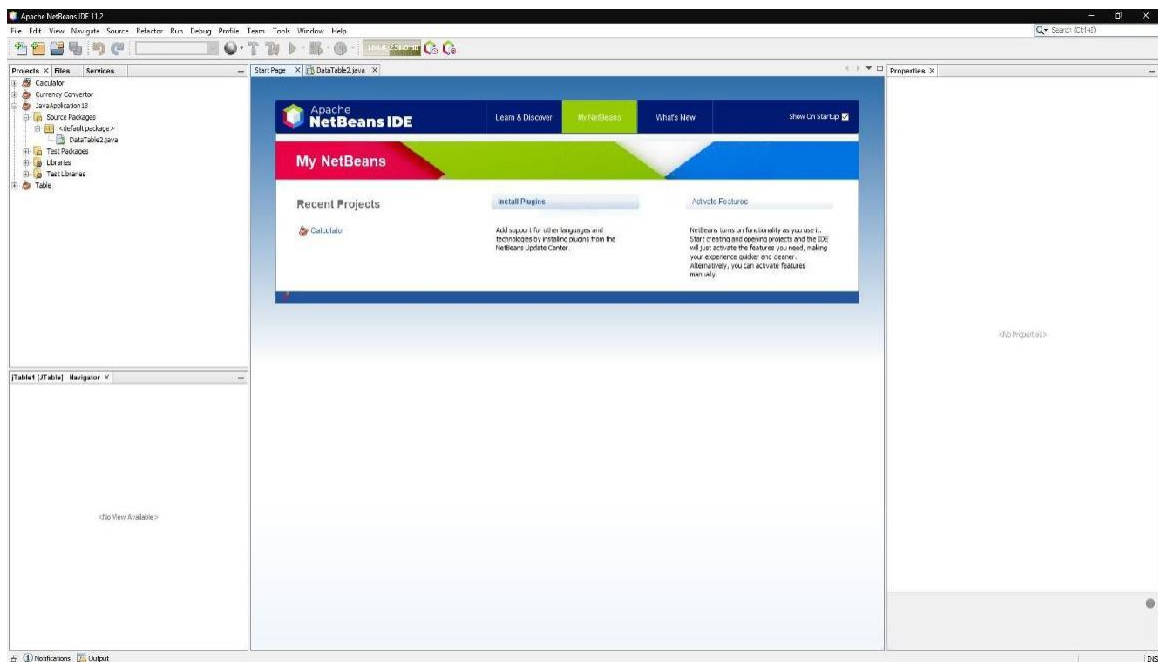 Apache NetBeans IDE 11.2
File Edit View Navigate Source Refactor Run Debug Profile Team Tools Window Help
Search (Ctrl+I)
Projects Files Services
Start Page DataTable2.java
Properties
Caculator
Currency Convertor
JavaApplication13
Source Packages
<default package>
DataTable2.java
Test Packages
Libraries
Test Libraries
Table
Apache
NetBeans IDE
Learn & Discover
My NetBeans
What's New
Show On Startup
My NetBeans
Recent Projects
Calculator
Install Plugins
Add support for other languages and
technologies by installing plugins from the
NetBeans Update Center.
Activate Features
NetBeans turns on functionality as you use it.
Start creating and opening projects and the IDE
will just activate the features you need, making
your experience quicker and cleaner.
Alternatively, you can activate features
manually.
<No Properties>
jTable1 [JTable] - Navigator
<No View Available>
Notifications Output
INS